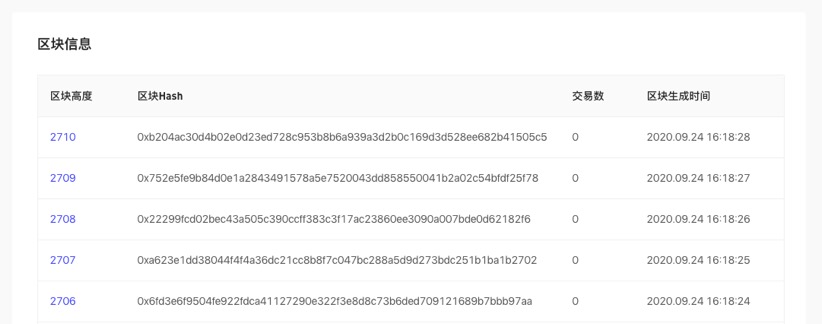 区块信息
区块高度 区块Hash 交易数 区块生成时间
2710 0xb204ac30d4b02e0d23ed728c953b8b6a939a3d2b0c169d3d528ee682b41505c5 0 2020.09.24 16:18:28
2709 0x752e5fe9b84d0e1a2843491578a5e7520043dd858550041b2a02c54bfdf25f78 0 2020.09.24 16:18:27
2708 0x22299fcd02bec43a505c390ccff383c3f17ac23860ee3090a007bde0d62182f6 0 2020.09.24 16:18:26
2707 0xa623e1dd38044f4f4a36dc21cc8b8f7c047bc288a5d9d273bdc251b1ba1b2702 0 2020.09.24 16:18:25
2706 0x6fd3e6f9504fe922fdca41127290e322f3e8d8c73b6ded709121689b7bbb97aa 0 2020.09.24 16:18:24